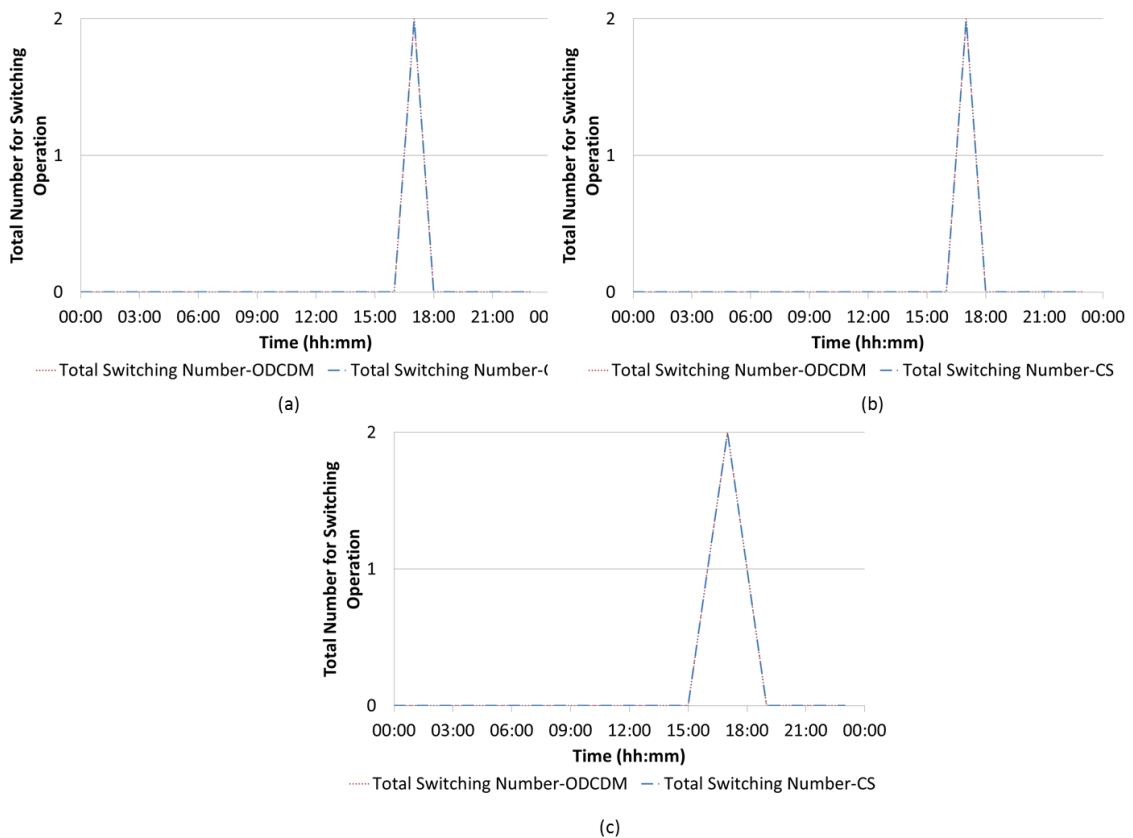 2
1
0
Total Number for Switching
Operation
00:00 03:00 06:00 09:00 12:00 15:00 18:00 21:00 00
Time (hh:mm)
Total Switching Number-ODCDM Total Switching Number-(
(a)
2
1
0
Total Number for Switching
Operation
00:00 03:00 06:00 09:00 12:00 15:00 18:00 21:00 00:00
Time (hh:mm)
Total Switching Number-ODCDM Total Switching Number-CS
(b)
2
1
0
Total Number for Switching
Operation
00:00 03:00 06:00 09:00 12:00 15:00 18:00 21:00 00:00
Time (hh:mm)
Total Switching Number-ODCDM Total Switching Number-CS
(c)